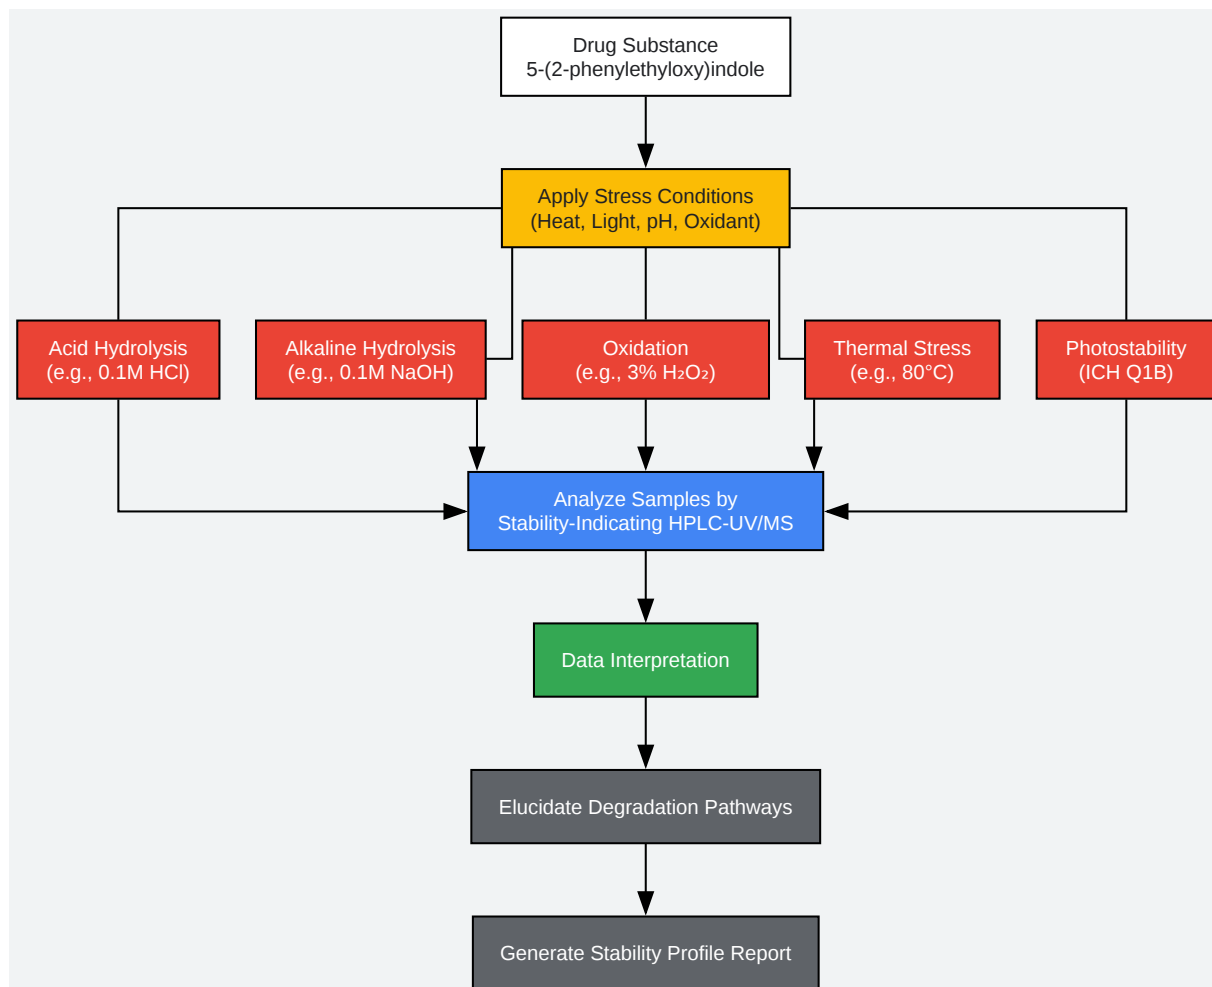 Drug Substance
5-(2-phenylethyloxy)indole
Apply Stress Conditions
(Heat, Light, pH, Oxidant)
Acid Hydrolysis
(e.g., 0.1M HCl)
Alkaline Hydrolysis
(e.g., 0.1M NaOH)
Oxidation
(e.g., 3% H₂O₂)
Thermal Stress
(e.g., 80°C)
Photostability
(ICH Q1B)
Analyze Samples by
Stability-Indicating HPLC-UV/MS
Data Interpretation
Elucidate Degradation Pathways
Generate Stability Profile Report